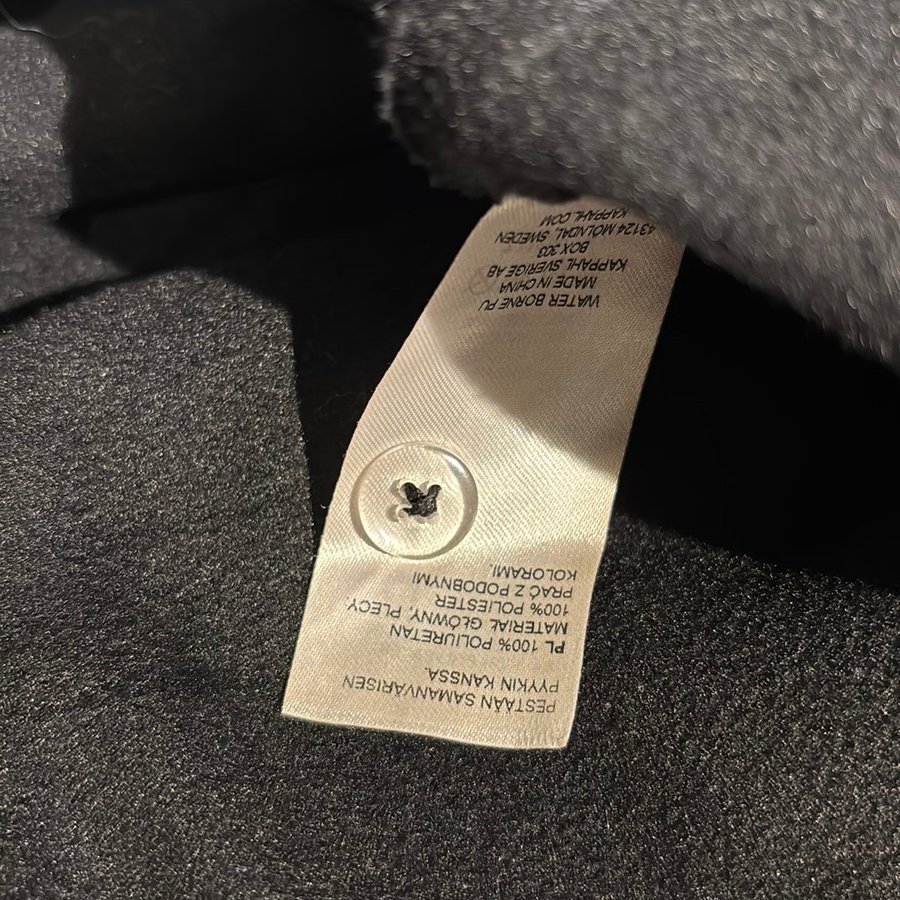 PESTÄÄN SAMANVÄRISEN
PYYKIN KANSSA.
PL 100% POLIURETAN
MATERIAŁ GŁÓWNY, PLECY.
100% POLIESTER
PRAĆ Z PODOBNYMI
KOLORAMI.
WATER BORNE PU
MADE IN CHINA
KAPPAHL SVERIGE AB
BOX 303
43124 MÖLNDAL, SWEDEN
KAPPAHL.COM